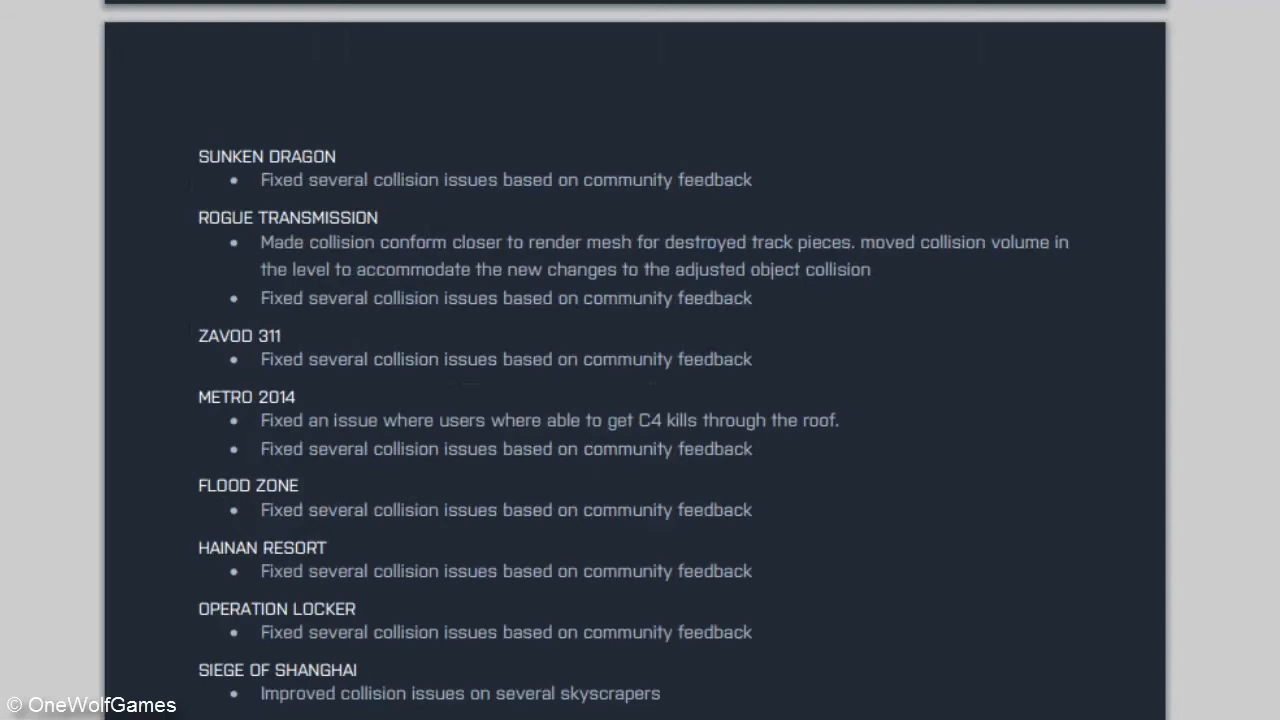 SUNKEN DRAGON
• Fixed several collision issues based on community feedback
ROGUE TRANSMISSION
• Made collision conform closer to render mesh for destroyed track pieces. moved collision volume in
the level to accommodate the new changes to the adjusted object collision
• Fixed several collision issues based on community feedback
ZAVOD 311
• Fixed several collision issues based on community feedback
METRO 2014
• Fixed an issue where users where able to get C4 kills through the roof.
• Fixed several collision issues based on community feedback
FLOOD ZONE
• Fixed several collision issues based on community feedback
HAINAN RESORT
• Fixed several collision issues based on community feedback
OPERATION LOCKER
• Fixed several collision issues based on community feedback
SIEGE OF SHANGHAI
• Improved collision issues on several skyscrapers
© OneWolfGames